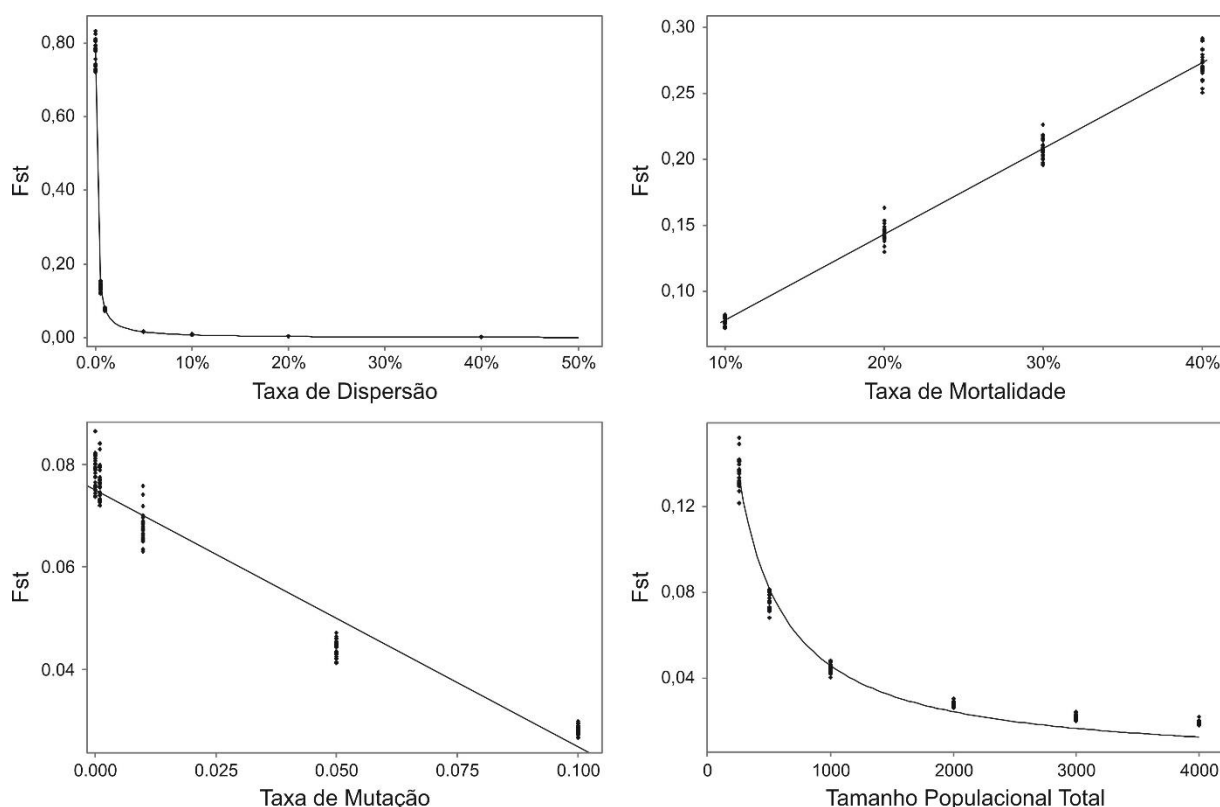 Fst
0,80
0,60
0,40
0,20
0,00
0.0% 10% 20% 30% 40% 50%
Taxa de Dispersão
Fst
0,30
0,25
0,20
0,15
0,10
10% 20% 30% 40%
Taxa de Mortalidade
Fst
0.08
0.06
0.04
0.000 0.025 0.050 0.075 0.100
Taxa de Mutação
Fst
0,12
0,08
0,04
0 1000 2000 3000 4000
Tamanho Populacional Total